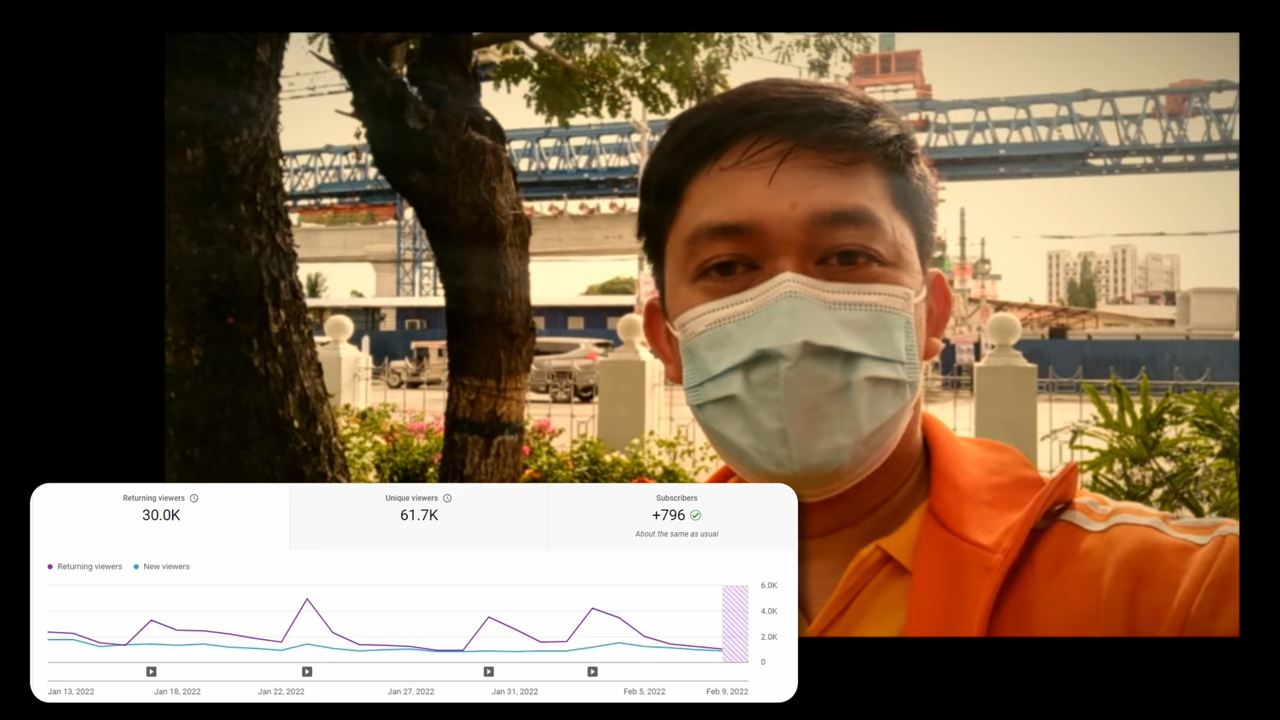 Returning viewers
30.0K
Unique viewers
61.7K
Subscribers
+796
About the same as usual
Returning viewers
New viewers
6.0K
4.0K
2.0K
0
Jan 13, 2022
Jan 18, 2022
Jan 22, 2022
Jan 27, 2022
Jan 31, 2022
Feb 5, 2022
Feb 9, 2022